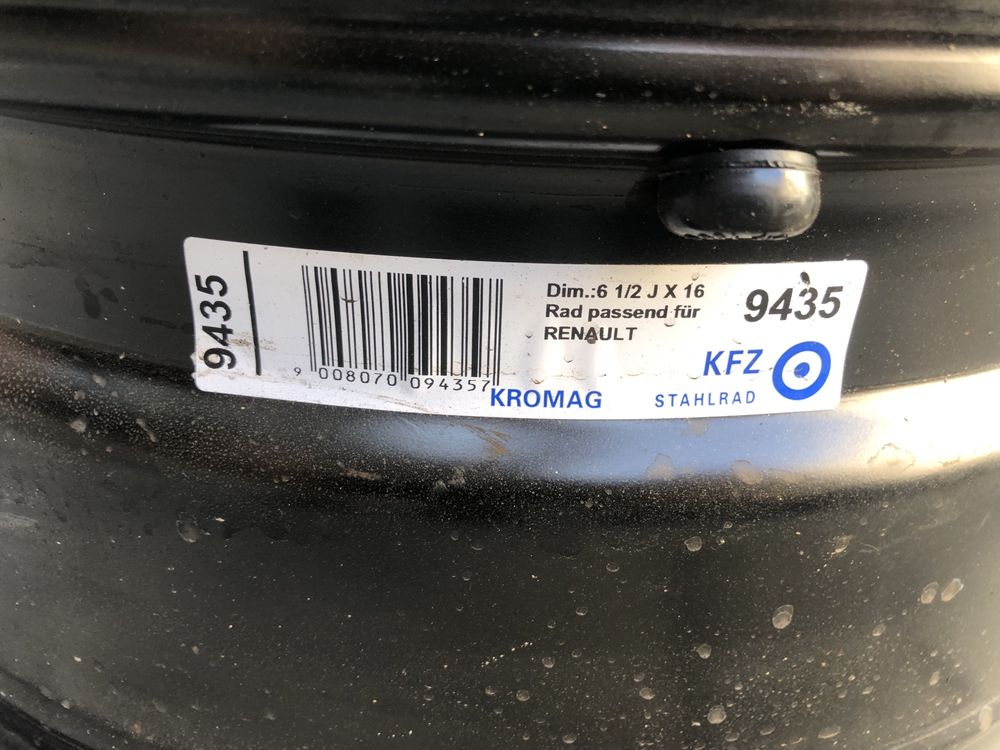 9435
9 008070 094357
Dim.:6 1/2 J X 16
Rad passend für
RENAULT
9435
KROMAG
KFZ
STAHLRAD